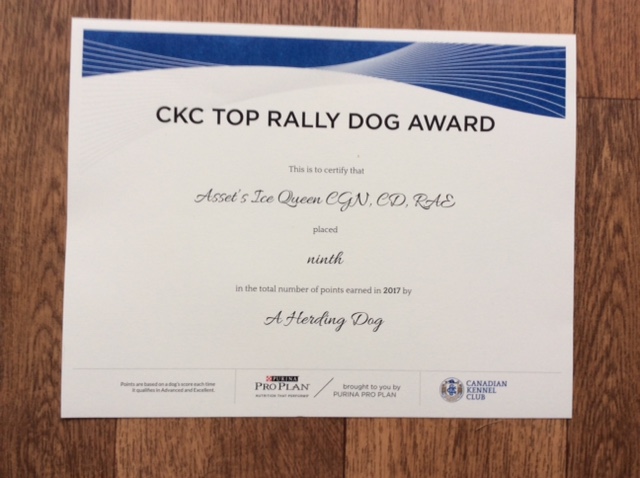 CKC TOP RALLY DOG AWARD
This is to certify that
Asset's Ice Queen CGN, CD, RAE
placed
ninth
in the total number of points earned in 2017 by
A Herding Dog
Points are based on a dog's score each time
it qualifies in Advanced and Excellent.
PURINA
PRO PLAN
NUTRITION THAT PERFORMS
brought to you by
PURINA PRO PLAN
CANADIAN
KENNEL
CLUB